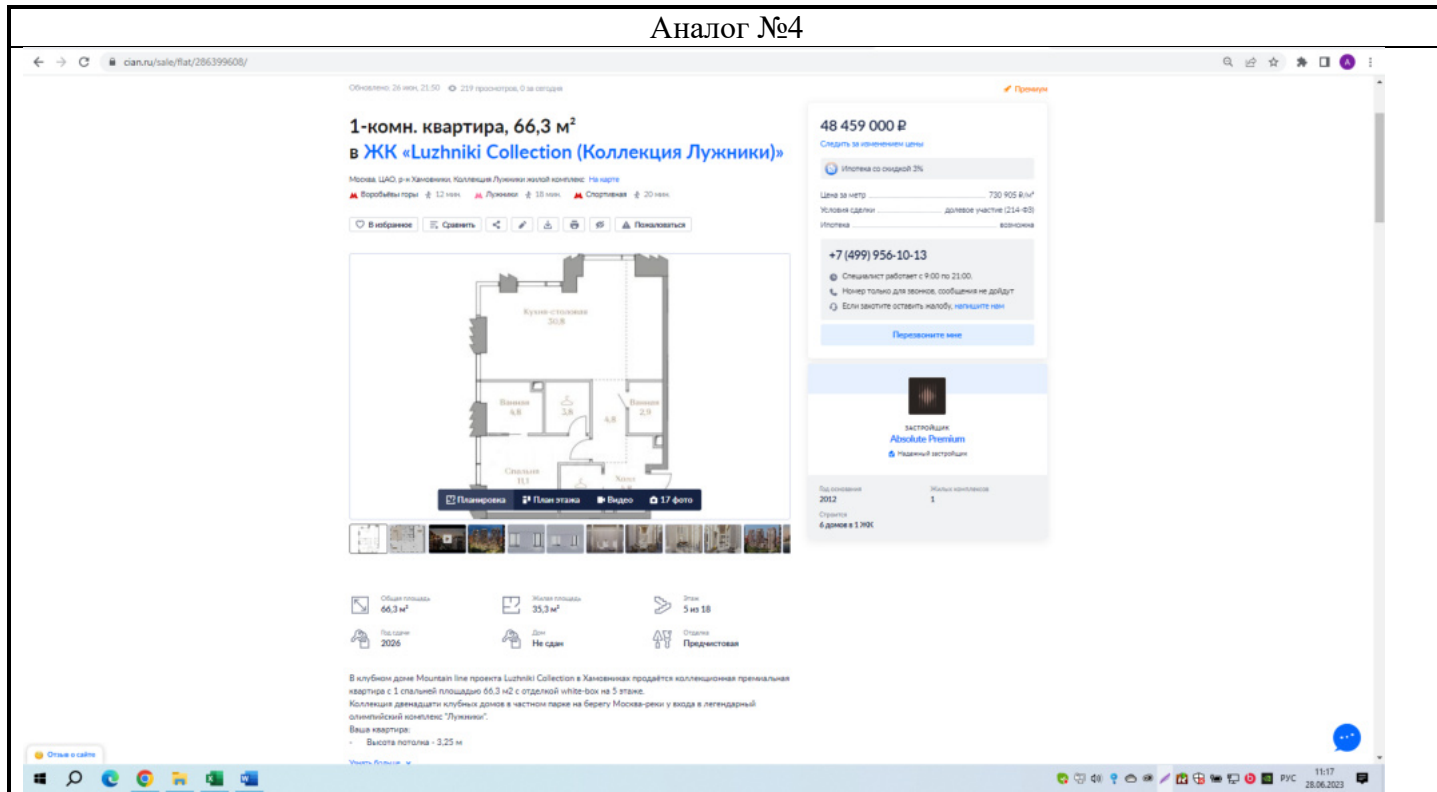 Аналог №4
cian.ru/sale/flat/286399608/
Обновлено: 26 июн, 21:50 219 просмотров, 0 за сегодня
Премиум
1-комн. квартира, 66,3 м²
в ЖК «Luzhniki Collection (Коллекция Лужники)»
Москва, ЦАО, р-н Хамовники, Коллекция Лужники жилой комплекс На карте
Воробьёвы горы 12 мин. Лужники 18 мин. Спортивная 20 мин.
В избранное Сравнить Пожаловаться
48 459 000 ₽
Следить за изменением цены
Ипотека со скидкой 3%
Цена за метр 730 905 ₽/м²
Условия сделки долевое участие (214-ФЗ)
Ипотека возможна
+7 (499) 956-10-13
Специалист работает с 9:00 по 21:00.
Номер только для звонков, сообщения не дойдут
Если захотите оставить жалобу, напишите нам
Перезвоните мне
Кухня-столовая
30,8
Ванная
4,8
3,8
4,8
Ванная
2,9
Спальня
11,1
Холл
Планировка План этажа Видео 17 фото
ЗАСТРОЙЩИК
Absolute Premium
Надежный застройщик
Год основания
2012
Жилых комплексов
1
Строится
6 домов в 1 ЖК
Общая площадь
66,3 м²
Жилая площадь
35,3 м²
Этаж
5 из 18
Год сдачи
2026
Дом
Не сдан
Отделка
Предчистовая
В клубном доме Mountain line проекта Luzhniki Collection в Хамовниках продаётся коллекционная премиальная
квартира с 1 спальней площадью 66,3 м2 с отделкой white-box на 5 этаже.
Коллекция двенадцати клубных домов в частном парке на берегу Москва-реки у входа в легендарный
олимпийский комплекс "Лужники".
Ваша квартира:
- Высота потолка - 3,25 м
Узнать больше
Отзыв о сайте
РУС
11:17
28.06.2023